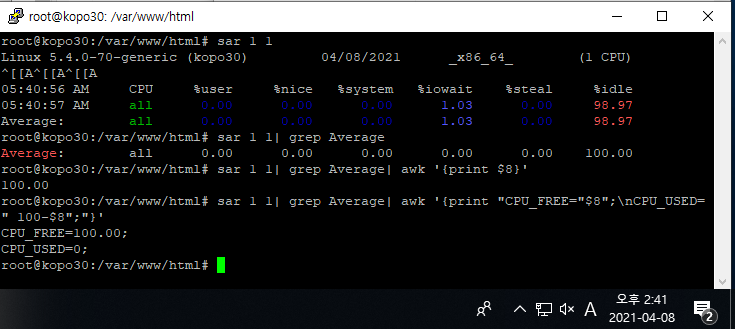 root@kopo30: /var/www/html
root@kopo30:/var/www/html# sar 1 1
Linux 5.4.0-70-generic (kopo30) 04/08/2021 _x86_64_ (1 CPU)
^[[A^[[A^[[A
05:40:56 AM CPU %user %nice %system %iowait %steal %idle
05:40:57 AM all 0.00 0.00 0.00 1.03 0.00 98.97
Average: all 0.00 0.00 0.00 1.03 0.00 98.97
root@kopo30:/var/www/html# sar 1 1| grep Average
Average: all 0.00 0.00 0.00 0.00 0.00 100.00
root@kopo30:/var/www/html# sar 1 1| grep Average| awk '{print $8}'
100.00
root@kopo30:/var/www/html# sar 1 1| grep Average| awk '{print "CPU_FREE="$8";\nCPU_USED=
" 100-$8";"}'
CPU_FREE=100.00;
CPU_USED=0;
root@kopo30:/var/www/html#
A 오후 2:41
2021-04-08
2